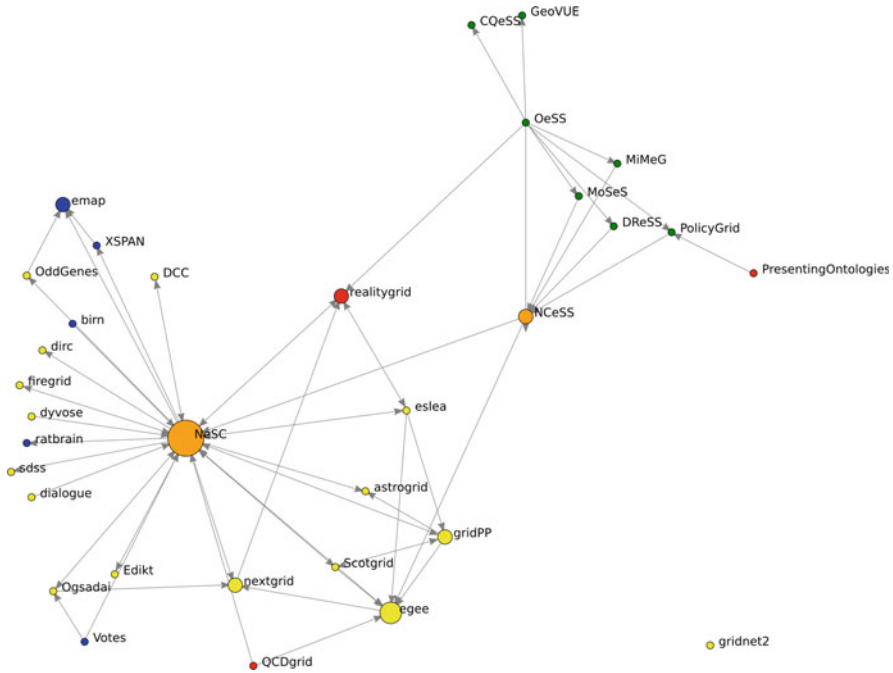 GeoVUE
CQeSS
OeSS
MiMeG
MoSeS
emap
DReSS
PolicyGrid
XSPAN
PresentingOntologies
OddGenes
DCC
realitygrid
birn
NCeSS
dirc
firegrid
eslea
dyvose
NeSC
ratbrain
sdss
astrogrid
dialogue
gridPP
Scotgrid
Edikt
nextgrid
Ogsadai
egee
Votes
gridnet2
QCDgrid